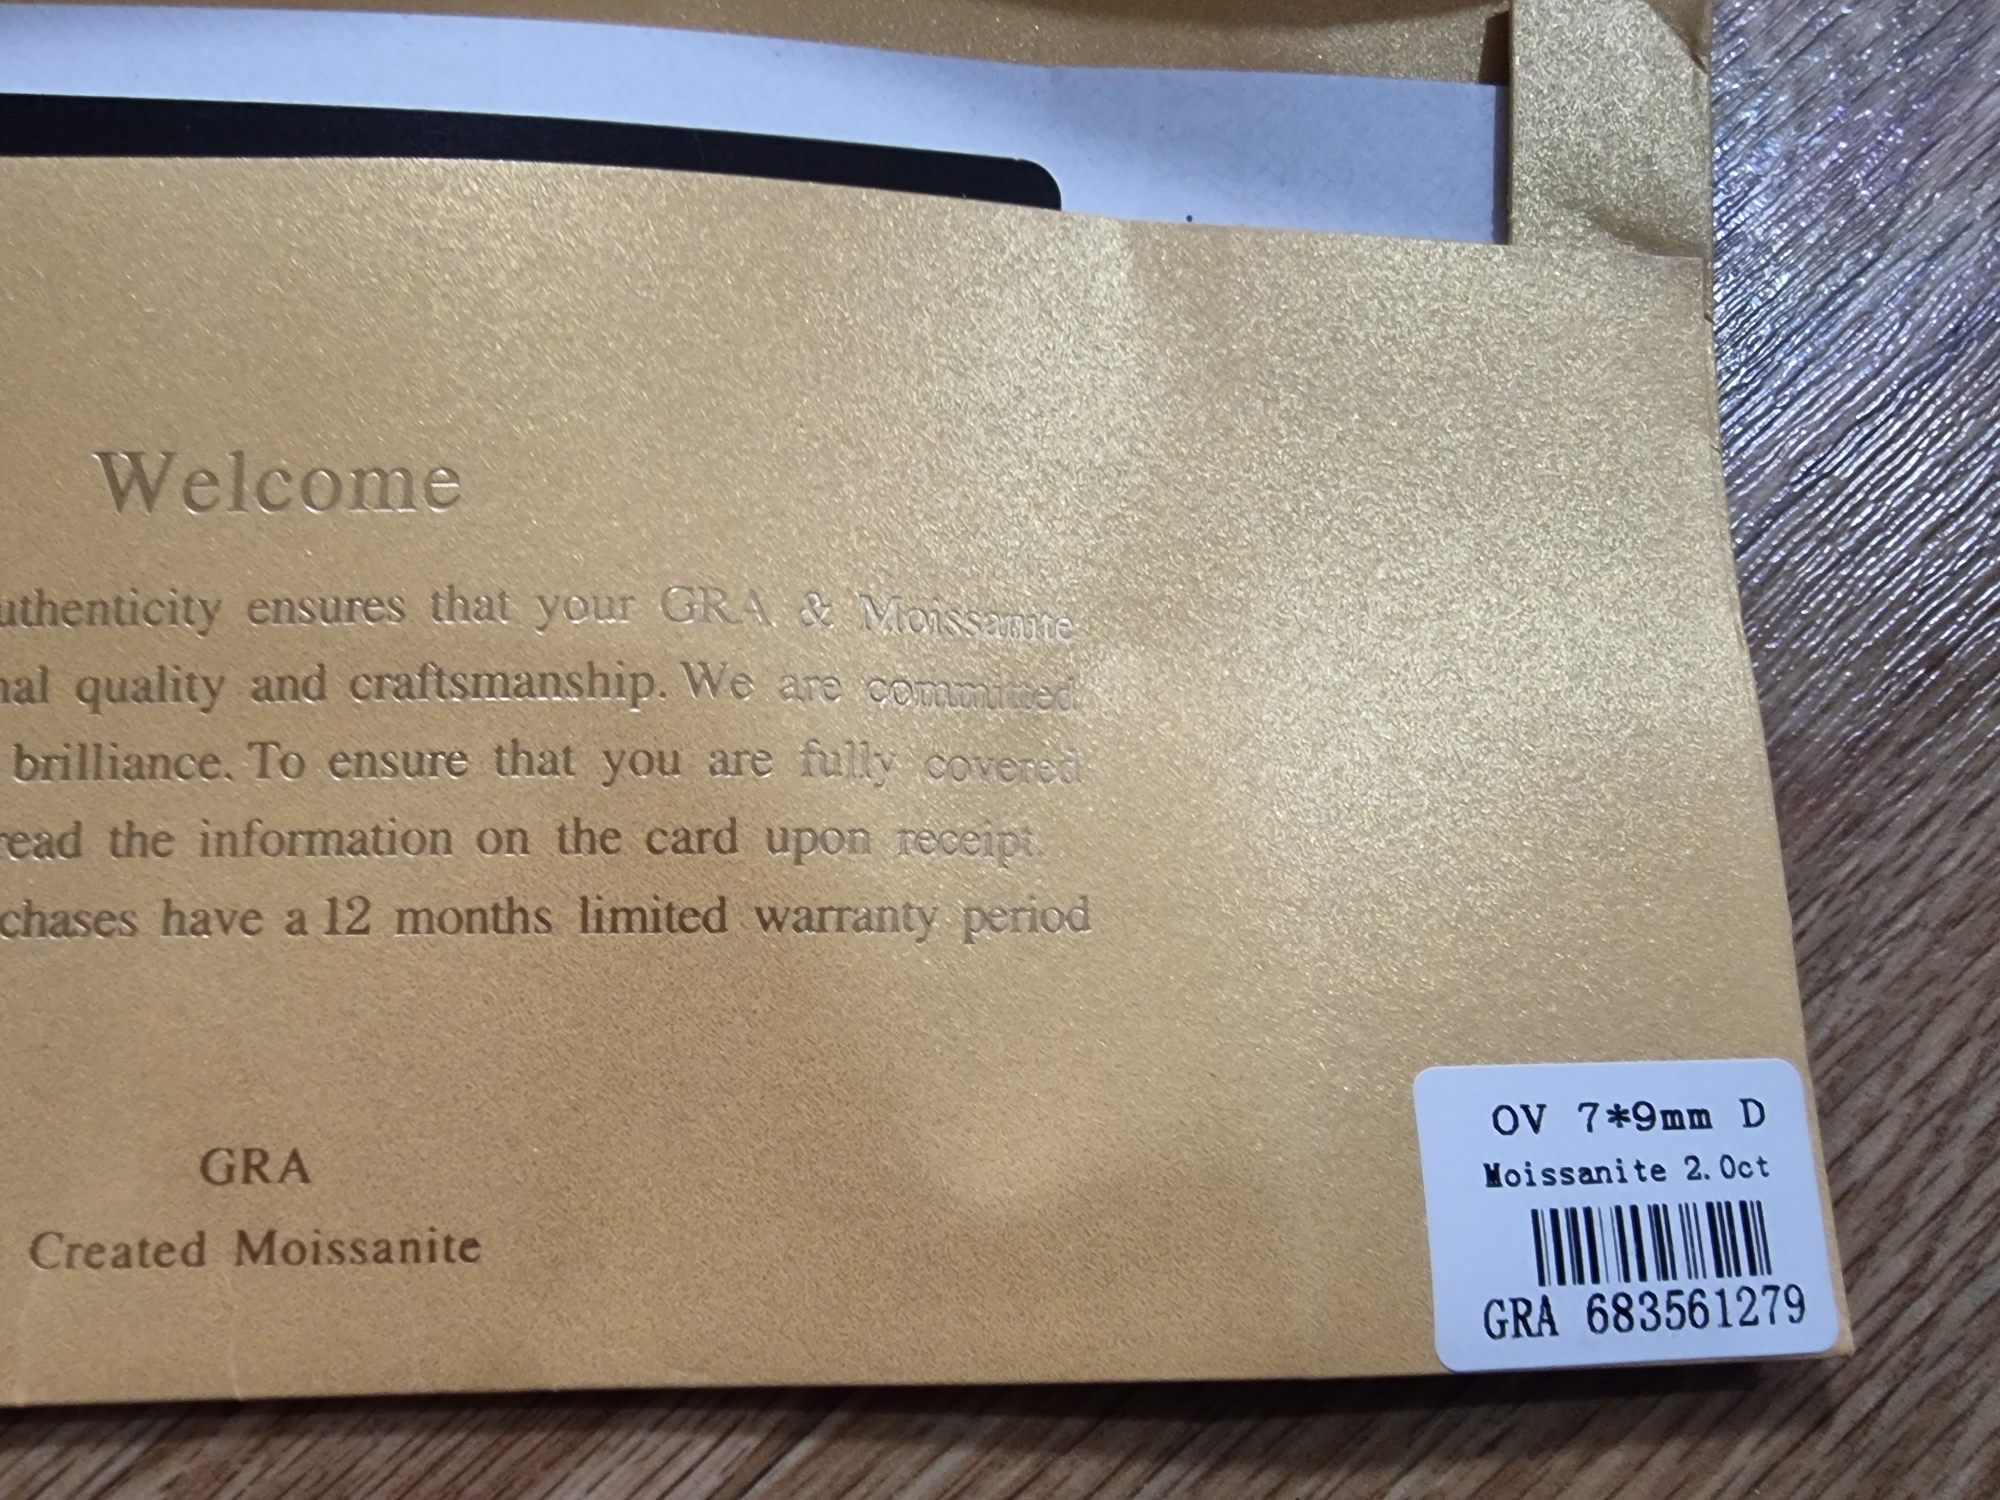 Welcome
uthenticity ensures that your GRA & Moissanite
nal quality and craftsmanship. We are committed
brilliance. To ensure that you are fully covered
read the information on the card upon receipt.
chases have a 12 months limited warranty period
GRA
Created Moissanite
OV 7*9mm D
Moissanite 2.0ct
GRA 683561279